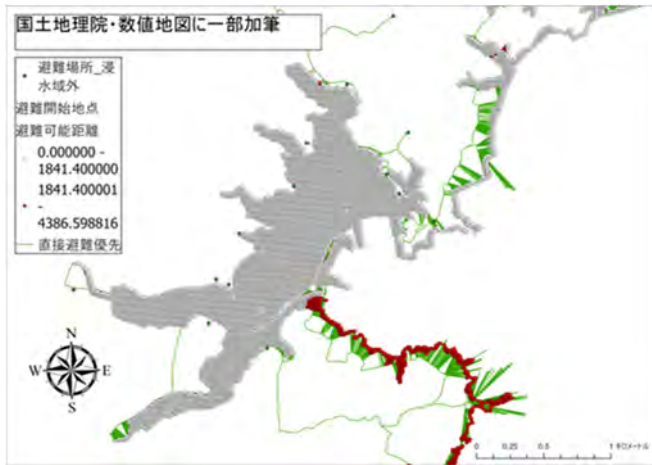 国土地理院・数値地図に一部加筆
避難場所_浸
水域外
避難開始地点
避難可能距離
0.000000 -
1841.400000
1841.400001
-
4386.598816
直接避難優先
N
W E
S
0 0.25 0.5 1 キロメートル